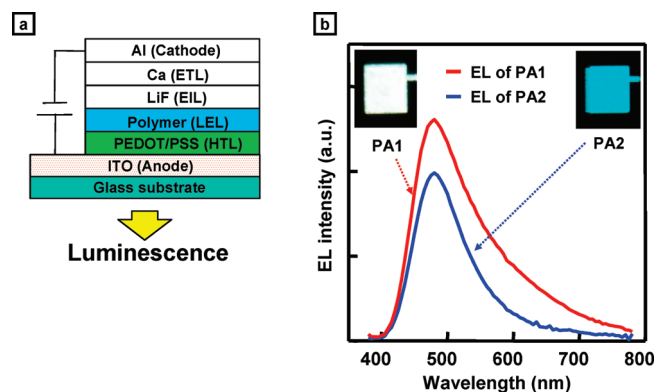 a
Al (Cathode)
Ca (ETL)
LiF (EIL)
Polymer (LEL)
PEDOT/PSS (HTL)
ITO (Anode)
Glass substrate
Luminescence
b
EL of PA1
EL of PA2
PA1
PA2
EL intensity (a.u.)
400 500 600 700 800
Wavelength (nm)